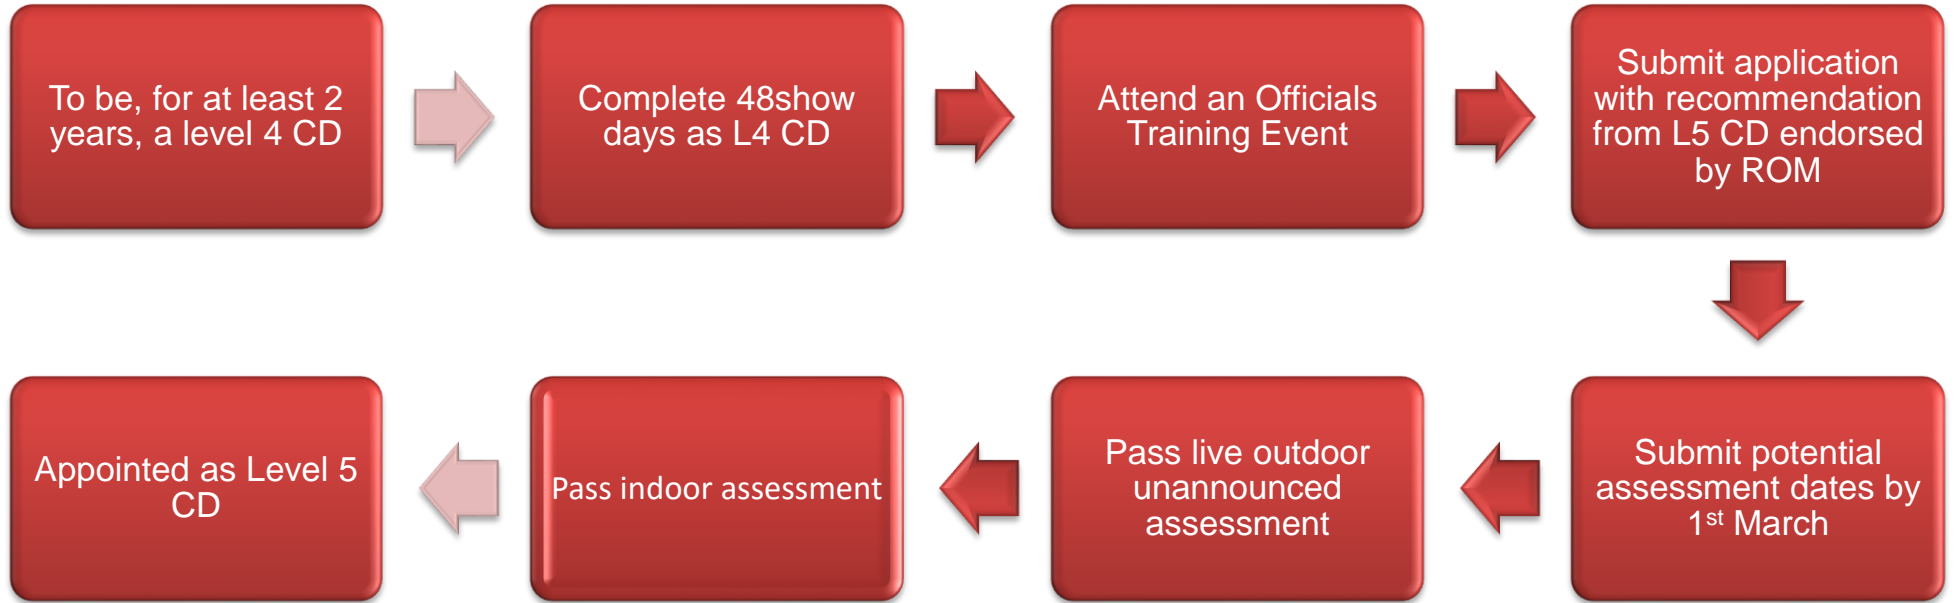 To be, for at least 2
years, a level 4 CD
Complete 48show
days as L4 CD
Attend an Officials
Training Event
Submit application
with recommendation
from L5 CD endorsed
by ROM
Submit potential
assessment dates by
1st March
Pass live outdoor
unannounced
assessment
Pass indoor assessment
Appointed as Level 5
CD